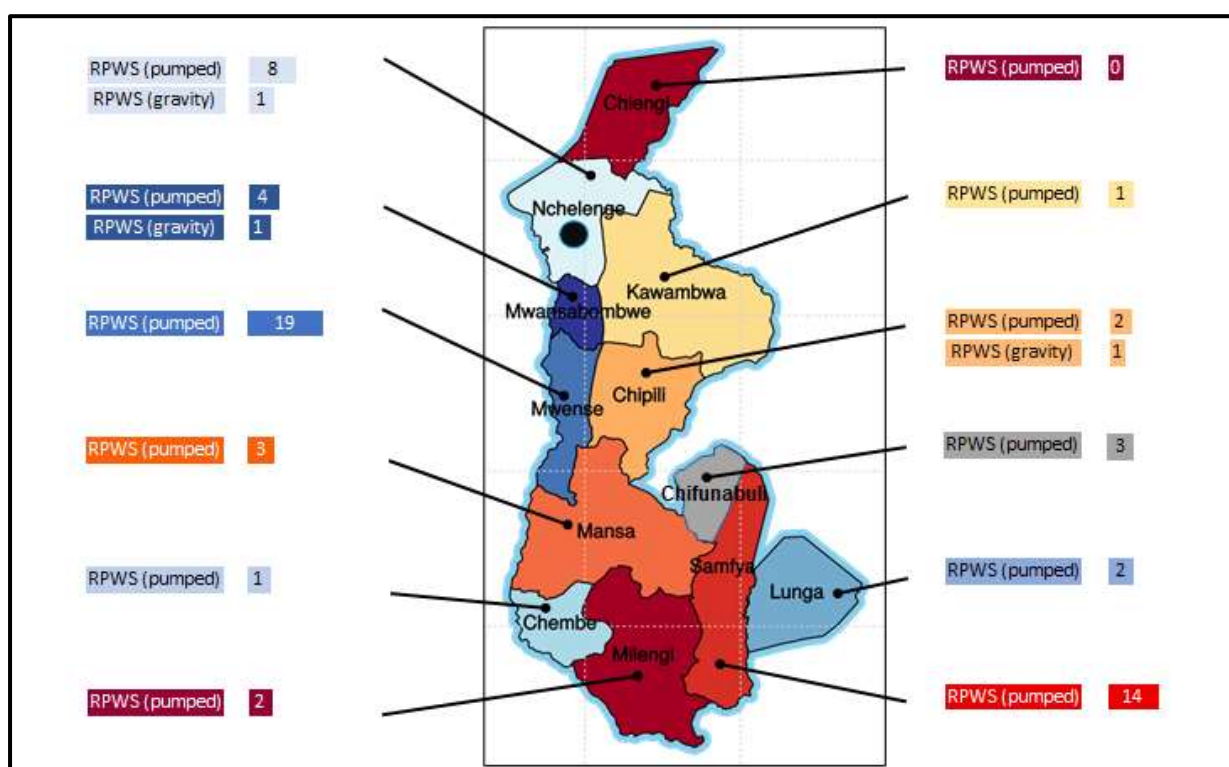 RPWS (pumped) 8
RPWS (gravity) 1
RPWS (pumped) 4
RPWS (gravity) 1
RPWS (pumped) 19
RPWS (pumped) 3
RPWS (pumped) 1
RPWS (pumped) 2
Chiengi
Nchelenge
Kawambwa
Mwansabombwe
Mwense
Chipili
Chifunabuli
Mansa
Samfya
Lunga
Chembe
Milengi
RPWS (pumped) 0
RPWS (pumped) 1
RPWS (pumped) 2
RPWS (gravity) 1
RPWS (pumped) 3
RPWS (pumped) 2
RPWS (pumped) 14